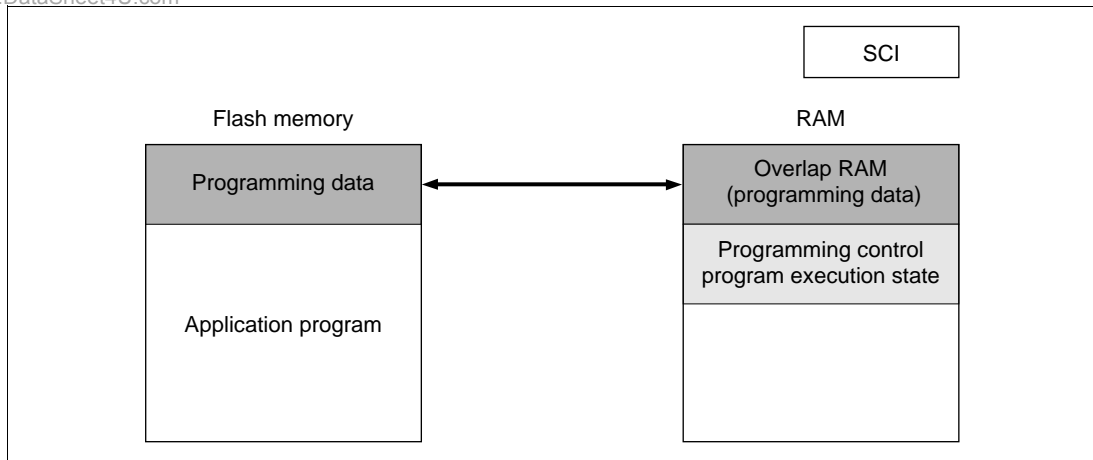 DataSheet4U.com
SCI
Flash memory
RAM
Programming data
Overlap RAM
(programming data)
Programming control
program execution state
Application program